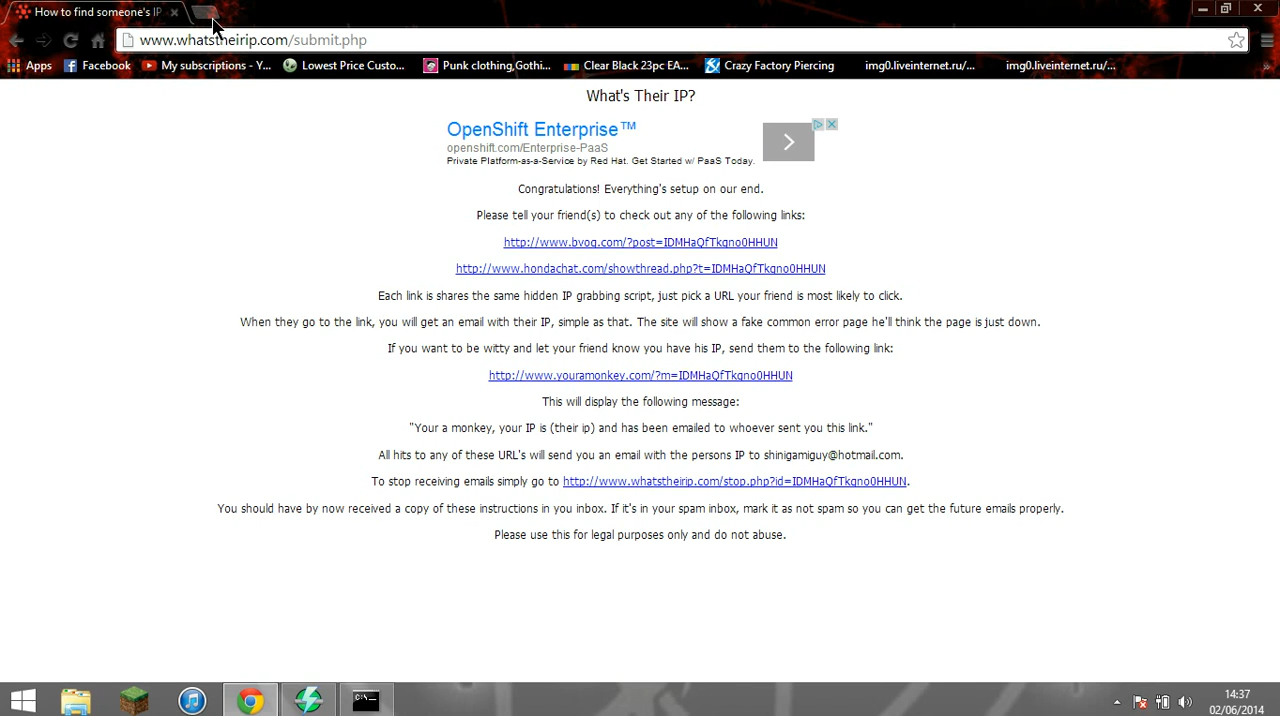 How to find someone's IP
www.whatstheirip.com/submit.php
Apps Facebook My subscriptions - Y... Lowest Price Custo... Punk clothing,Gothi... Clear Black 23pc EA... Crazy Factory Piercing img0.liveinternet.ru/... img0.liveinternet.ru/... »
What's Their IP?
OpenShift Enterprise™
openshift.com/Enterprise-PaaS
Private Platform-as-a-Service by Red Hat. Get Started w/ PaaS Today.
Congratulations! Everything's setup on our end.
Please tell your friend(s) to check out any of the following links:
http://www.bvog.com/?post=IDMHaQfTkgno0HHUN
http://www.hondachat.com/showthread.php?t=IDMHaQfTkgno0HHUN
Each link is shares the same hidden IP grabbing script, just pick a URL your friend is most likely to click.
When they go to the link, you will get an email with their IP, simple as that. The site will show a fake common error page he'll think the page is just down.
If you want to be witty and let your friend know you have his IP, send them to the following link:
http://www.youramonkey.com/?m=IDMHaQfTkgno0HHUN
This will display the following message:
"Your a monkey, your IP is (their ip) and has been emailed to whoever sent you this link."
All hits to any of these URL's will send you an email with the persons IP to shinigamiguy@hotmail.com.
To stop receiving emails simply go to http://www.whatstheirip.com/stop.php?id=IDMHaQfTkgno0HHUN.
You should have by now received a copy of these instructions in you inbox. If it's in your spam inbox, mark it as not spam so you can get the future emails properly.
Please use this for legal purposes only and do not abuse.
14:37
02/06/2014